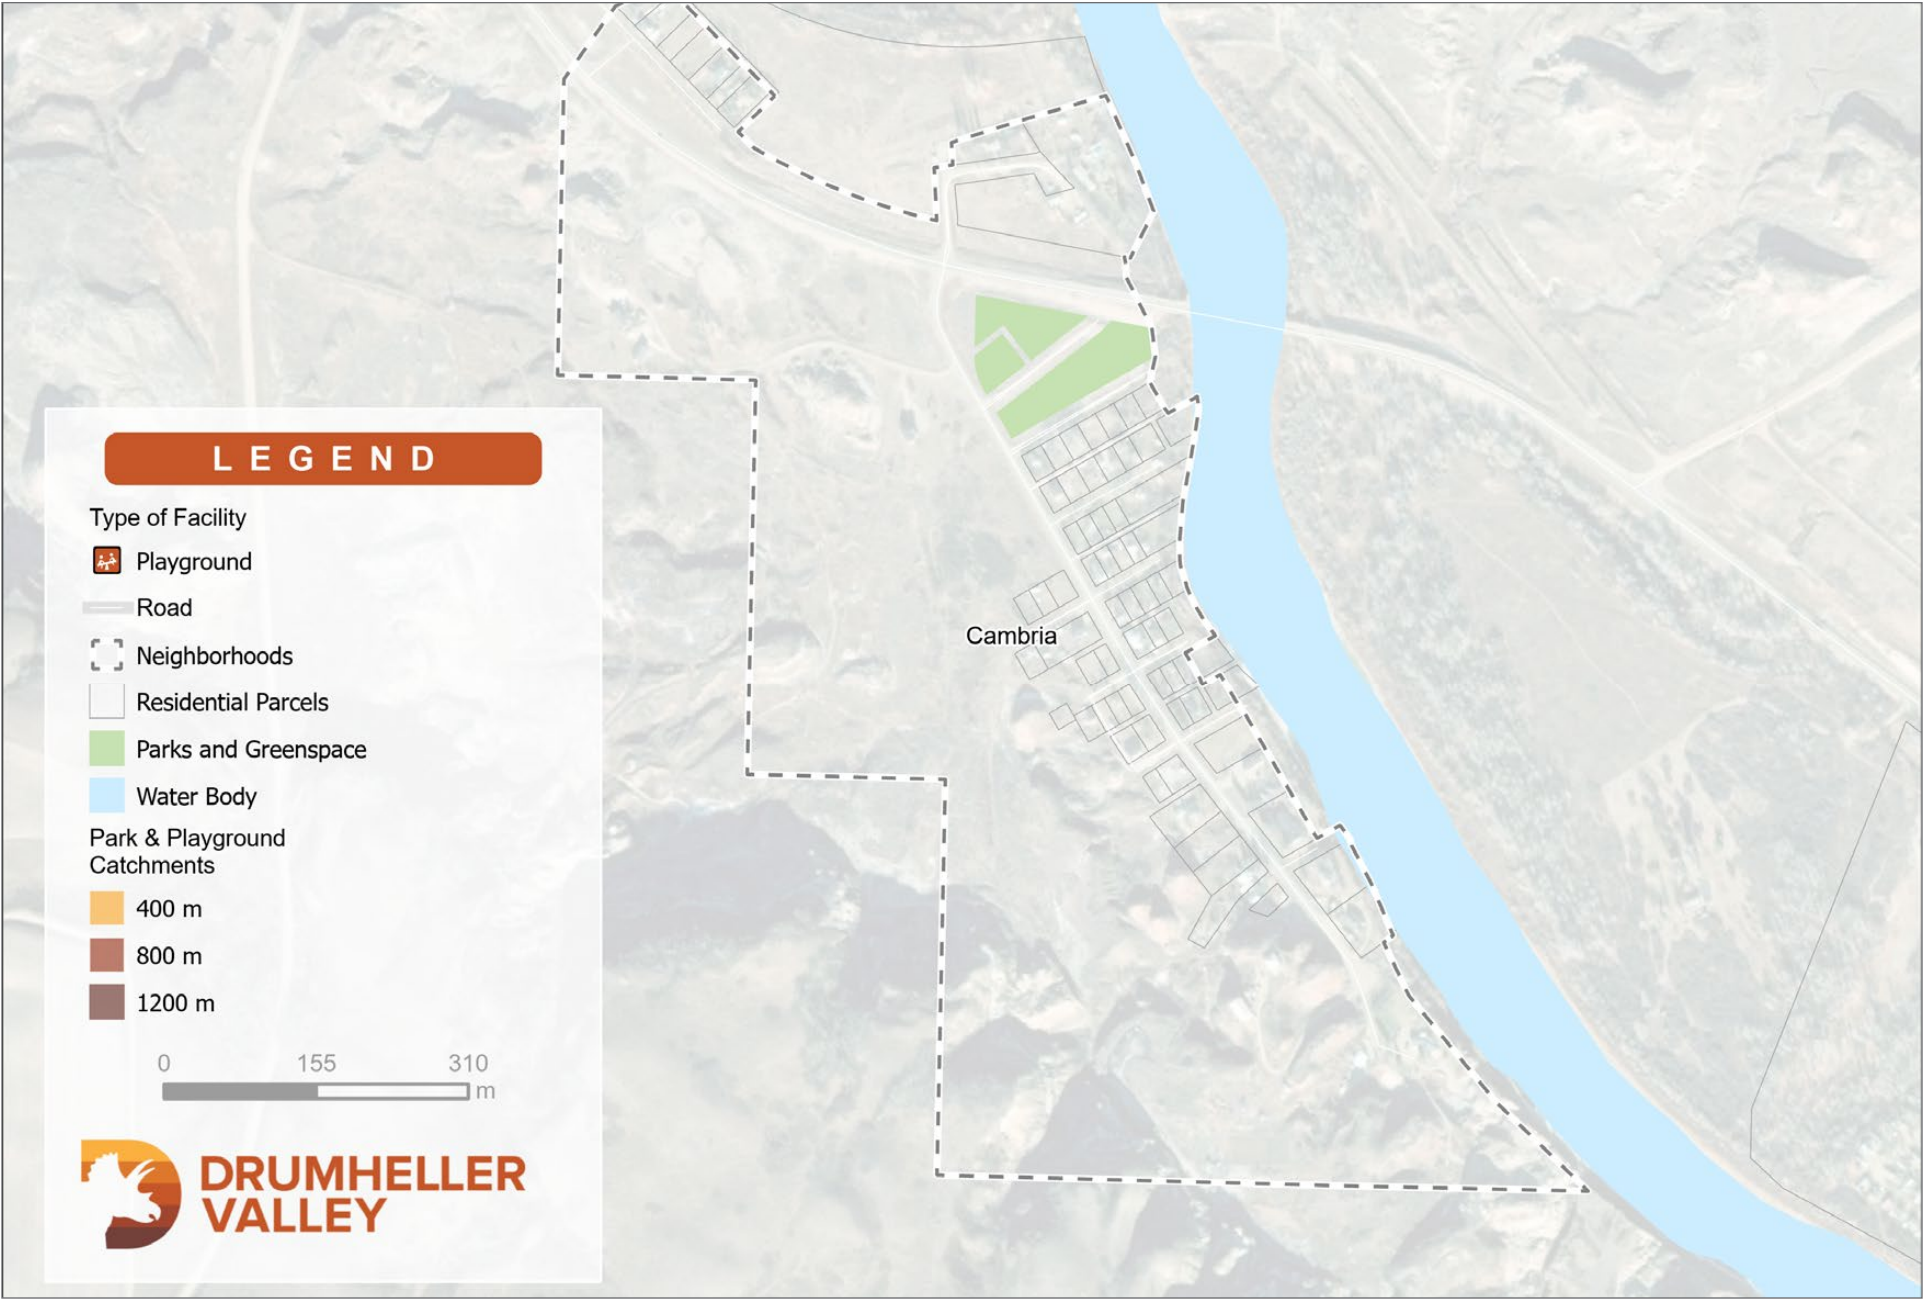 LEGEND
Type of Facility
Playground
Road
Neighborhoods
Residential Parcels
Parks and Greenspace
Water Body
Park & Playground
Catchments
400 m
800 m
1200 m
0 155 310
m
DRUMHELLER
VALLEY
Cambria